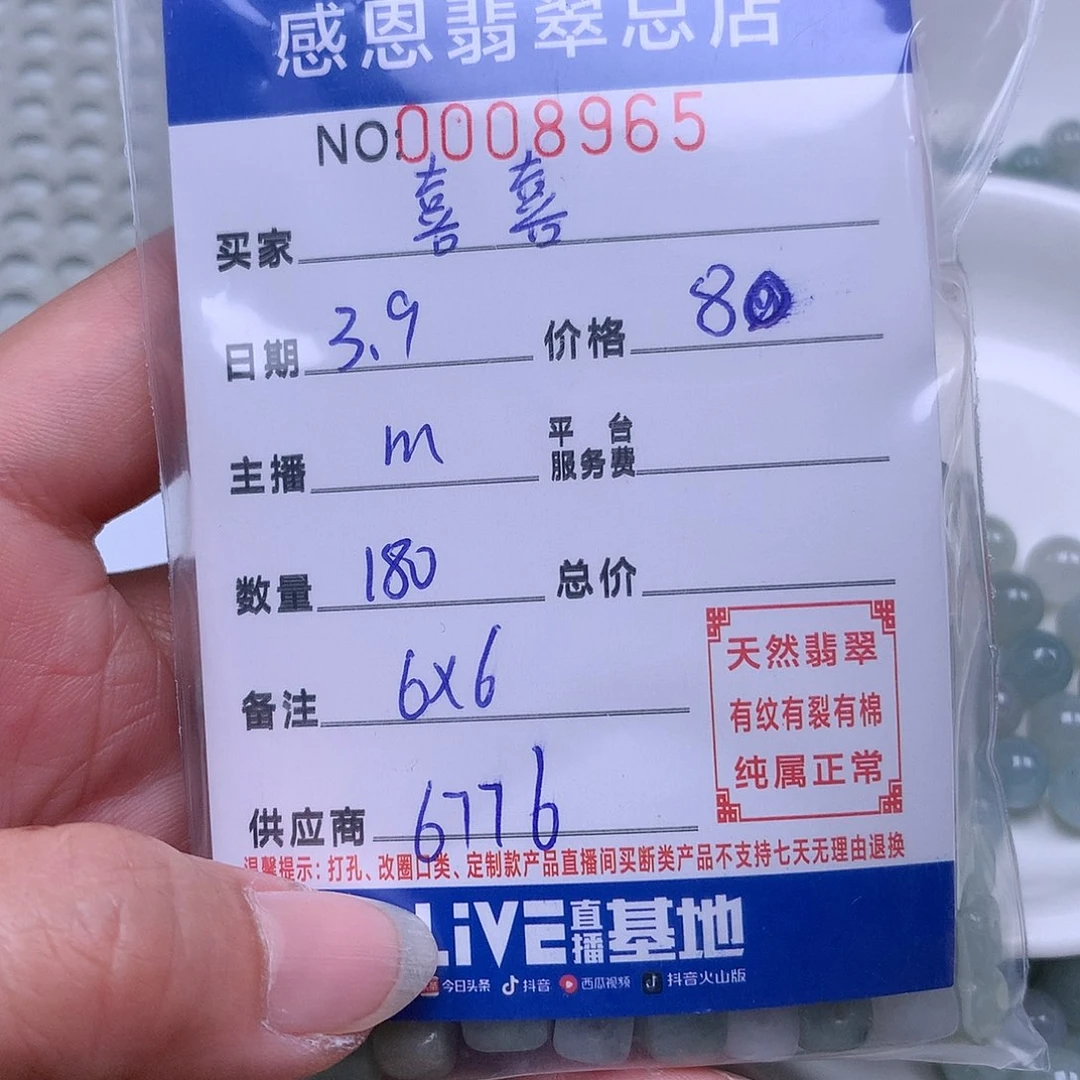 感恩翡翠总店
NO:0008965
买家 喜喜
日期 3.9 价格 80
主播 m 平台服务费
数量 180 总价
备注 6x6
天然翡翠
有纹有裂有棉
纯属正常
供应商 6776
温馨提示：打孔、改圈口类、定制款产品直播间买断类产品不支持七天无理由退换
LiVE直播基地
今日头条 抖音 西瓜视频 抖音火山版